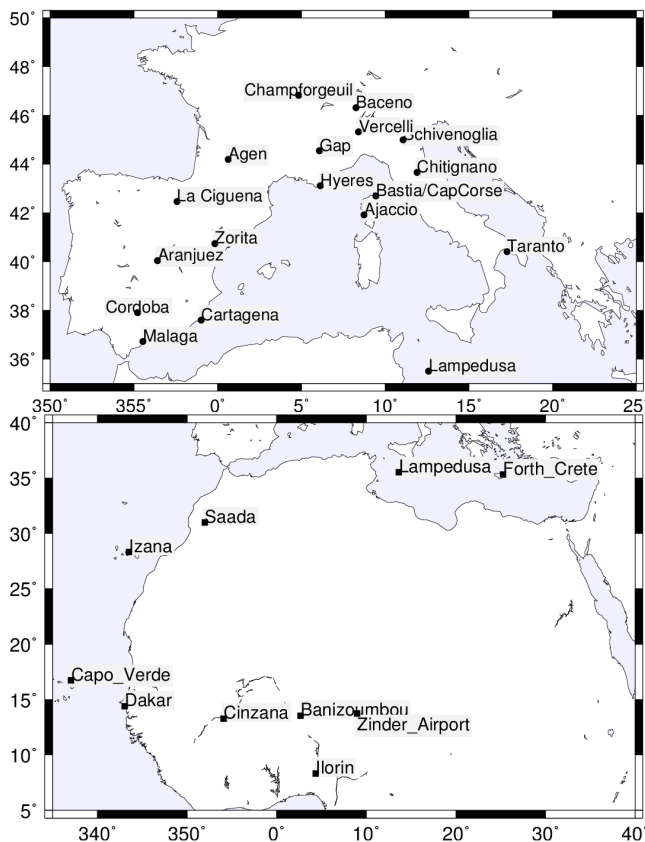 50˚
48˚
46˚
44˚
42˚
40˚
38˚
36˚
Champforgeuil
Baceno
Vercelli
Schivenoglia
Agen
Gap
Chitignano
Hyeres
Bastia/CapCorse
La Ciguena
Ajaccio
Zorita
Taranto
Aranjuez
Cordoba
Cartagena
Malaga
Lampedusa
350˚ 355˚ 0˚ 5˚ 10˚ 15˚ 20˚ 25˚
40˚
35˚
30˚
25˚
20˚
15˚
10˚
5˚
Lampedusa
Forth_Crete
Saada
Izana
Capo_Verde
Dakar
Cinzana
Banizoumbou
Zinder_Airport
Ilorin
340˚ 350˚ 0˚ 10˚ 20˚ 30˚ 40˚